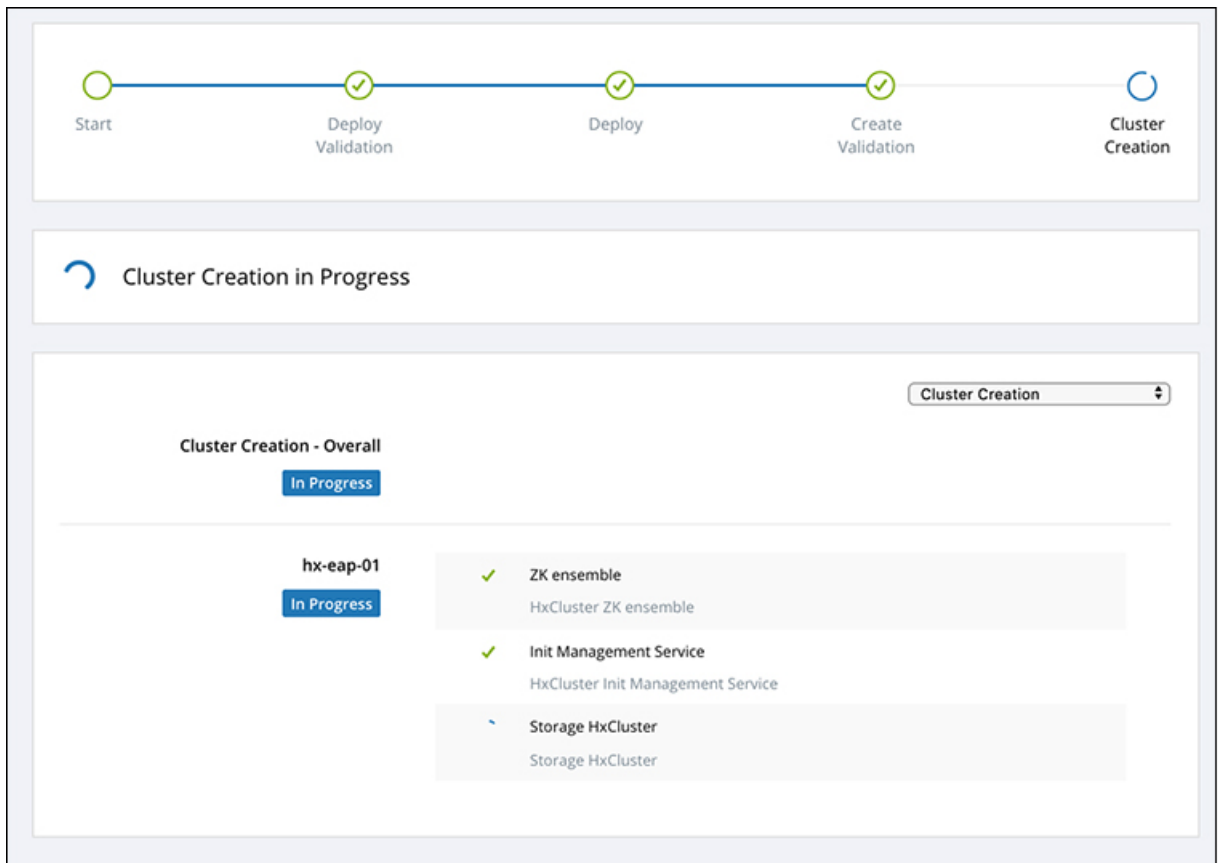 Start
Deploy
Validation
Deploy
Create
Validation
Cluster
Creation
Cluster Creation in Progress
Cluster Creation
Cluster Creation - Overall
In Progress
hx-eap-01
In Progress
ZK ensemble
HxCluster ZK ensemble
Init Management Service
HxCluster Init Management Service
Storage HxCluster
Storage HxCluster